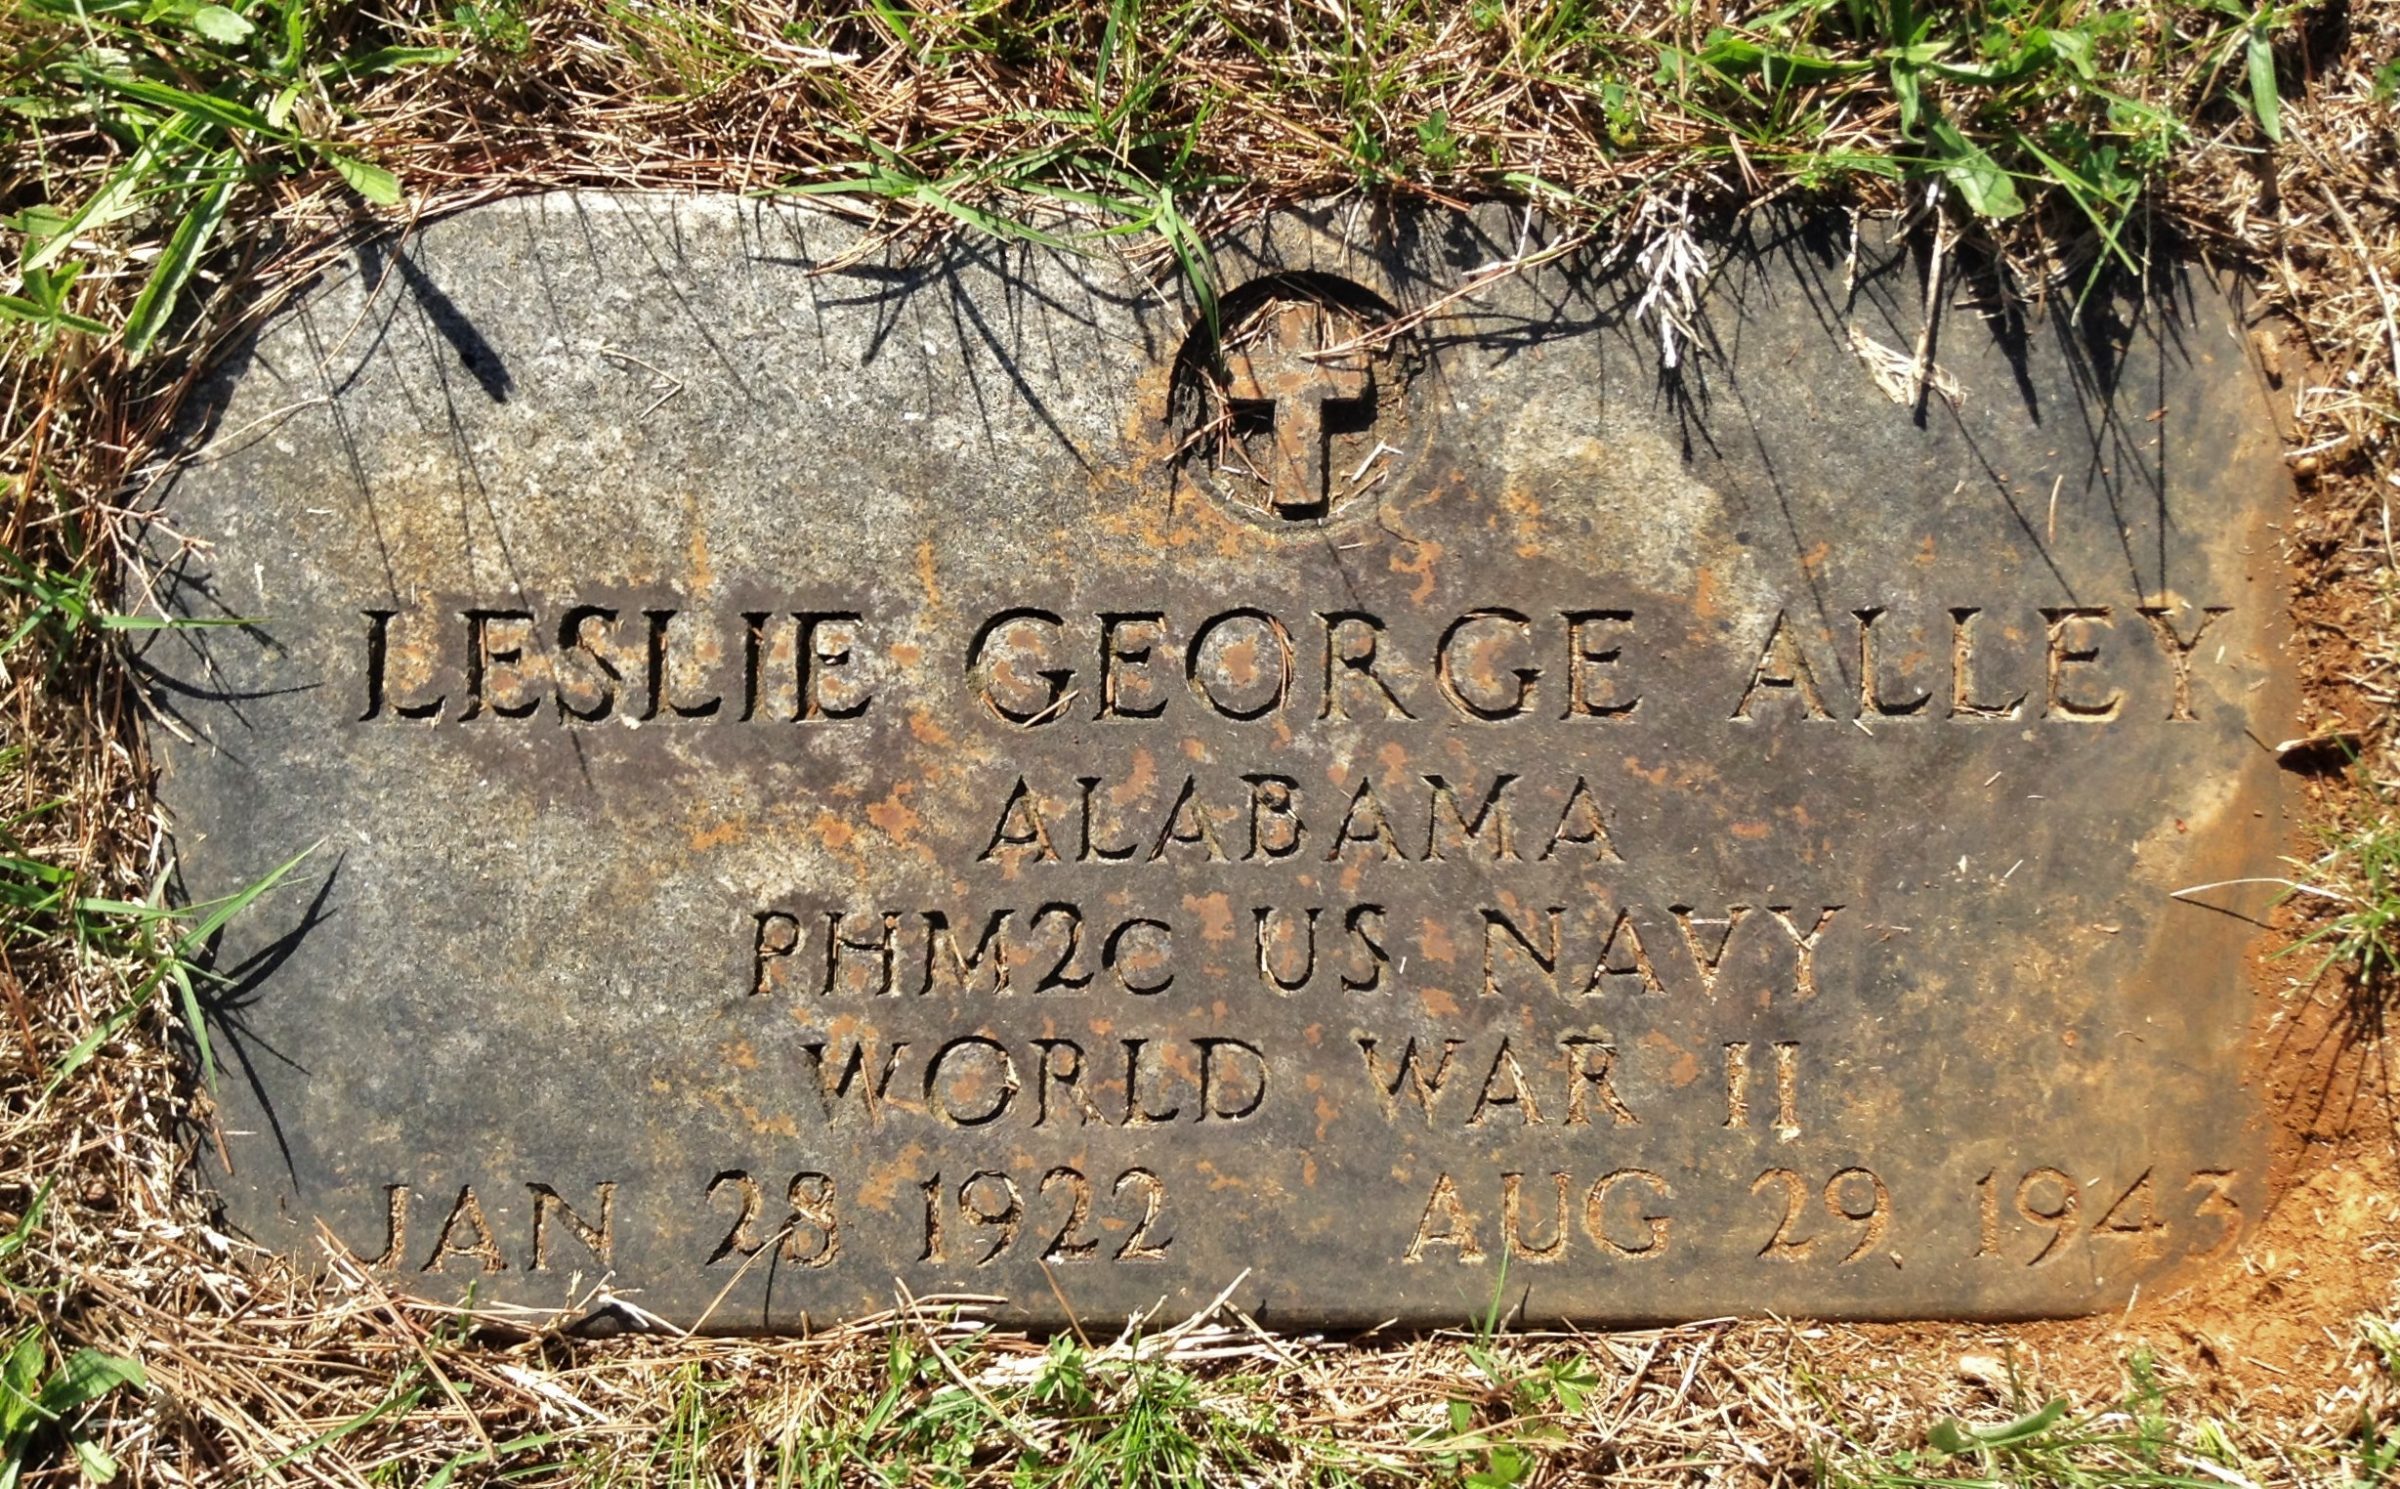 LESLIE GEORGE ALLEY
ALABAMA
PHM2C US NAVY
WORLD WAR II
JAN 28 1922 AUG 29 1943